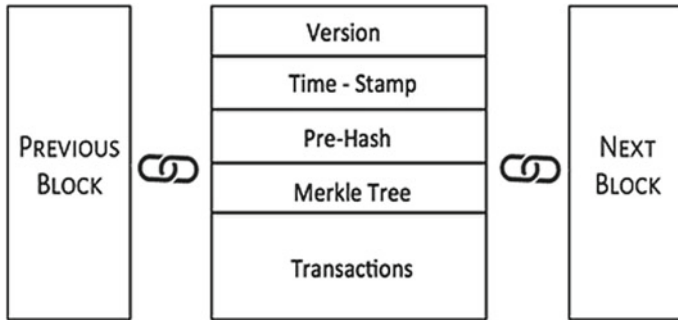 PREVIOUS
BLOCK
Version
Time - Stamp
Pre-Hash
Merkle Tree
Transactions
NEXT
BLOCK